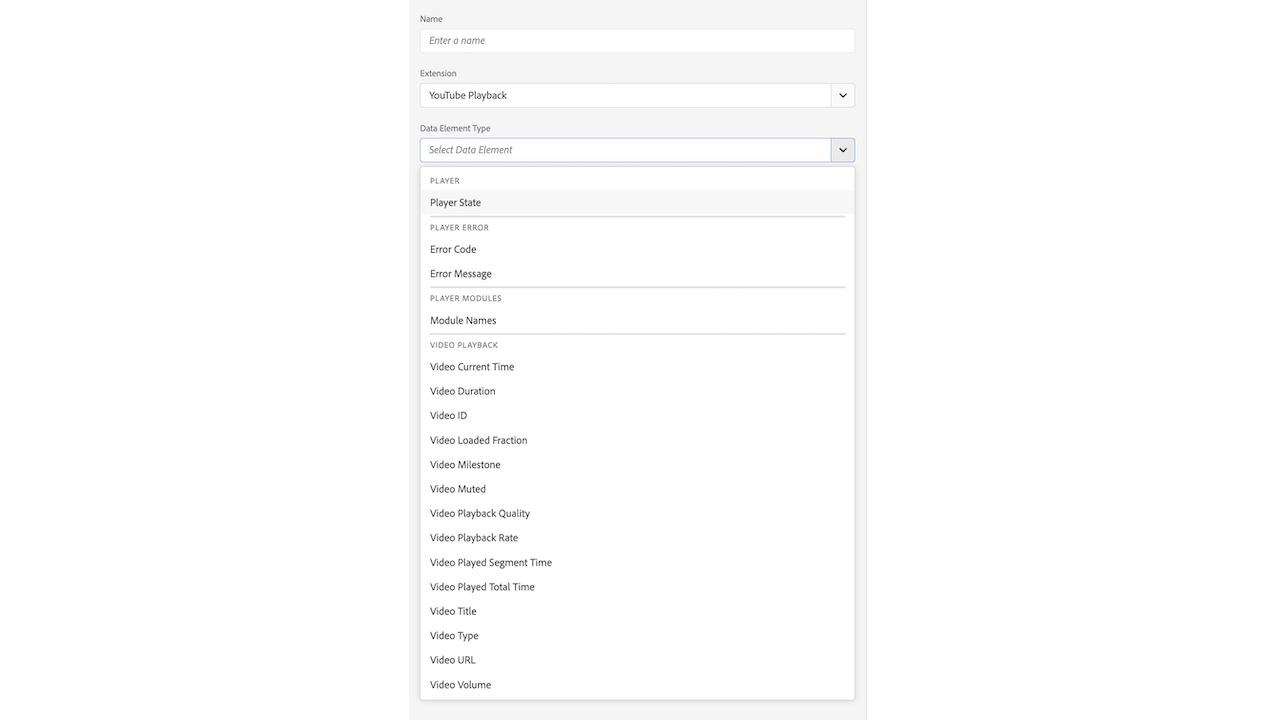 Name
Enter a name
Extension
YouTube Playback
Data Element Type
Select Data Element
PLAYER
Player State
PLAYER ERROR
Error Code
Error Message
PLAYER MODULES
Module Names
VIDEO PLAYBACK
Video Current Time
Video Duration
Video ID
Video Loaded Fraction
Video Milestone
Video Muted
Video Playback Quality
Video Playback Rate
Video Played Segment Time
Video Played Total Time
Video Title
Video Type
Video URL
Video Volume